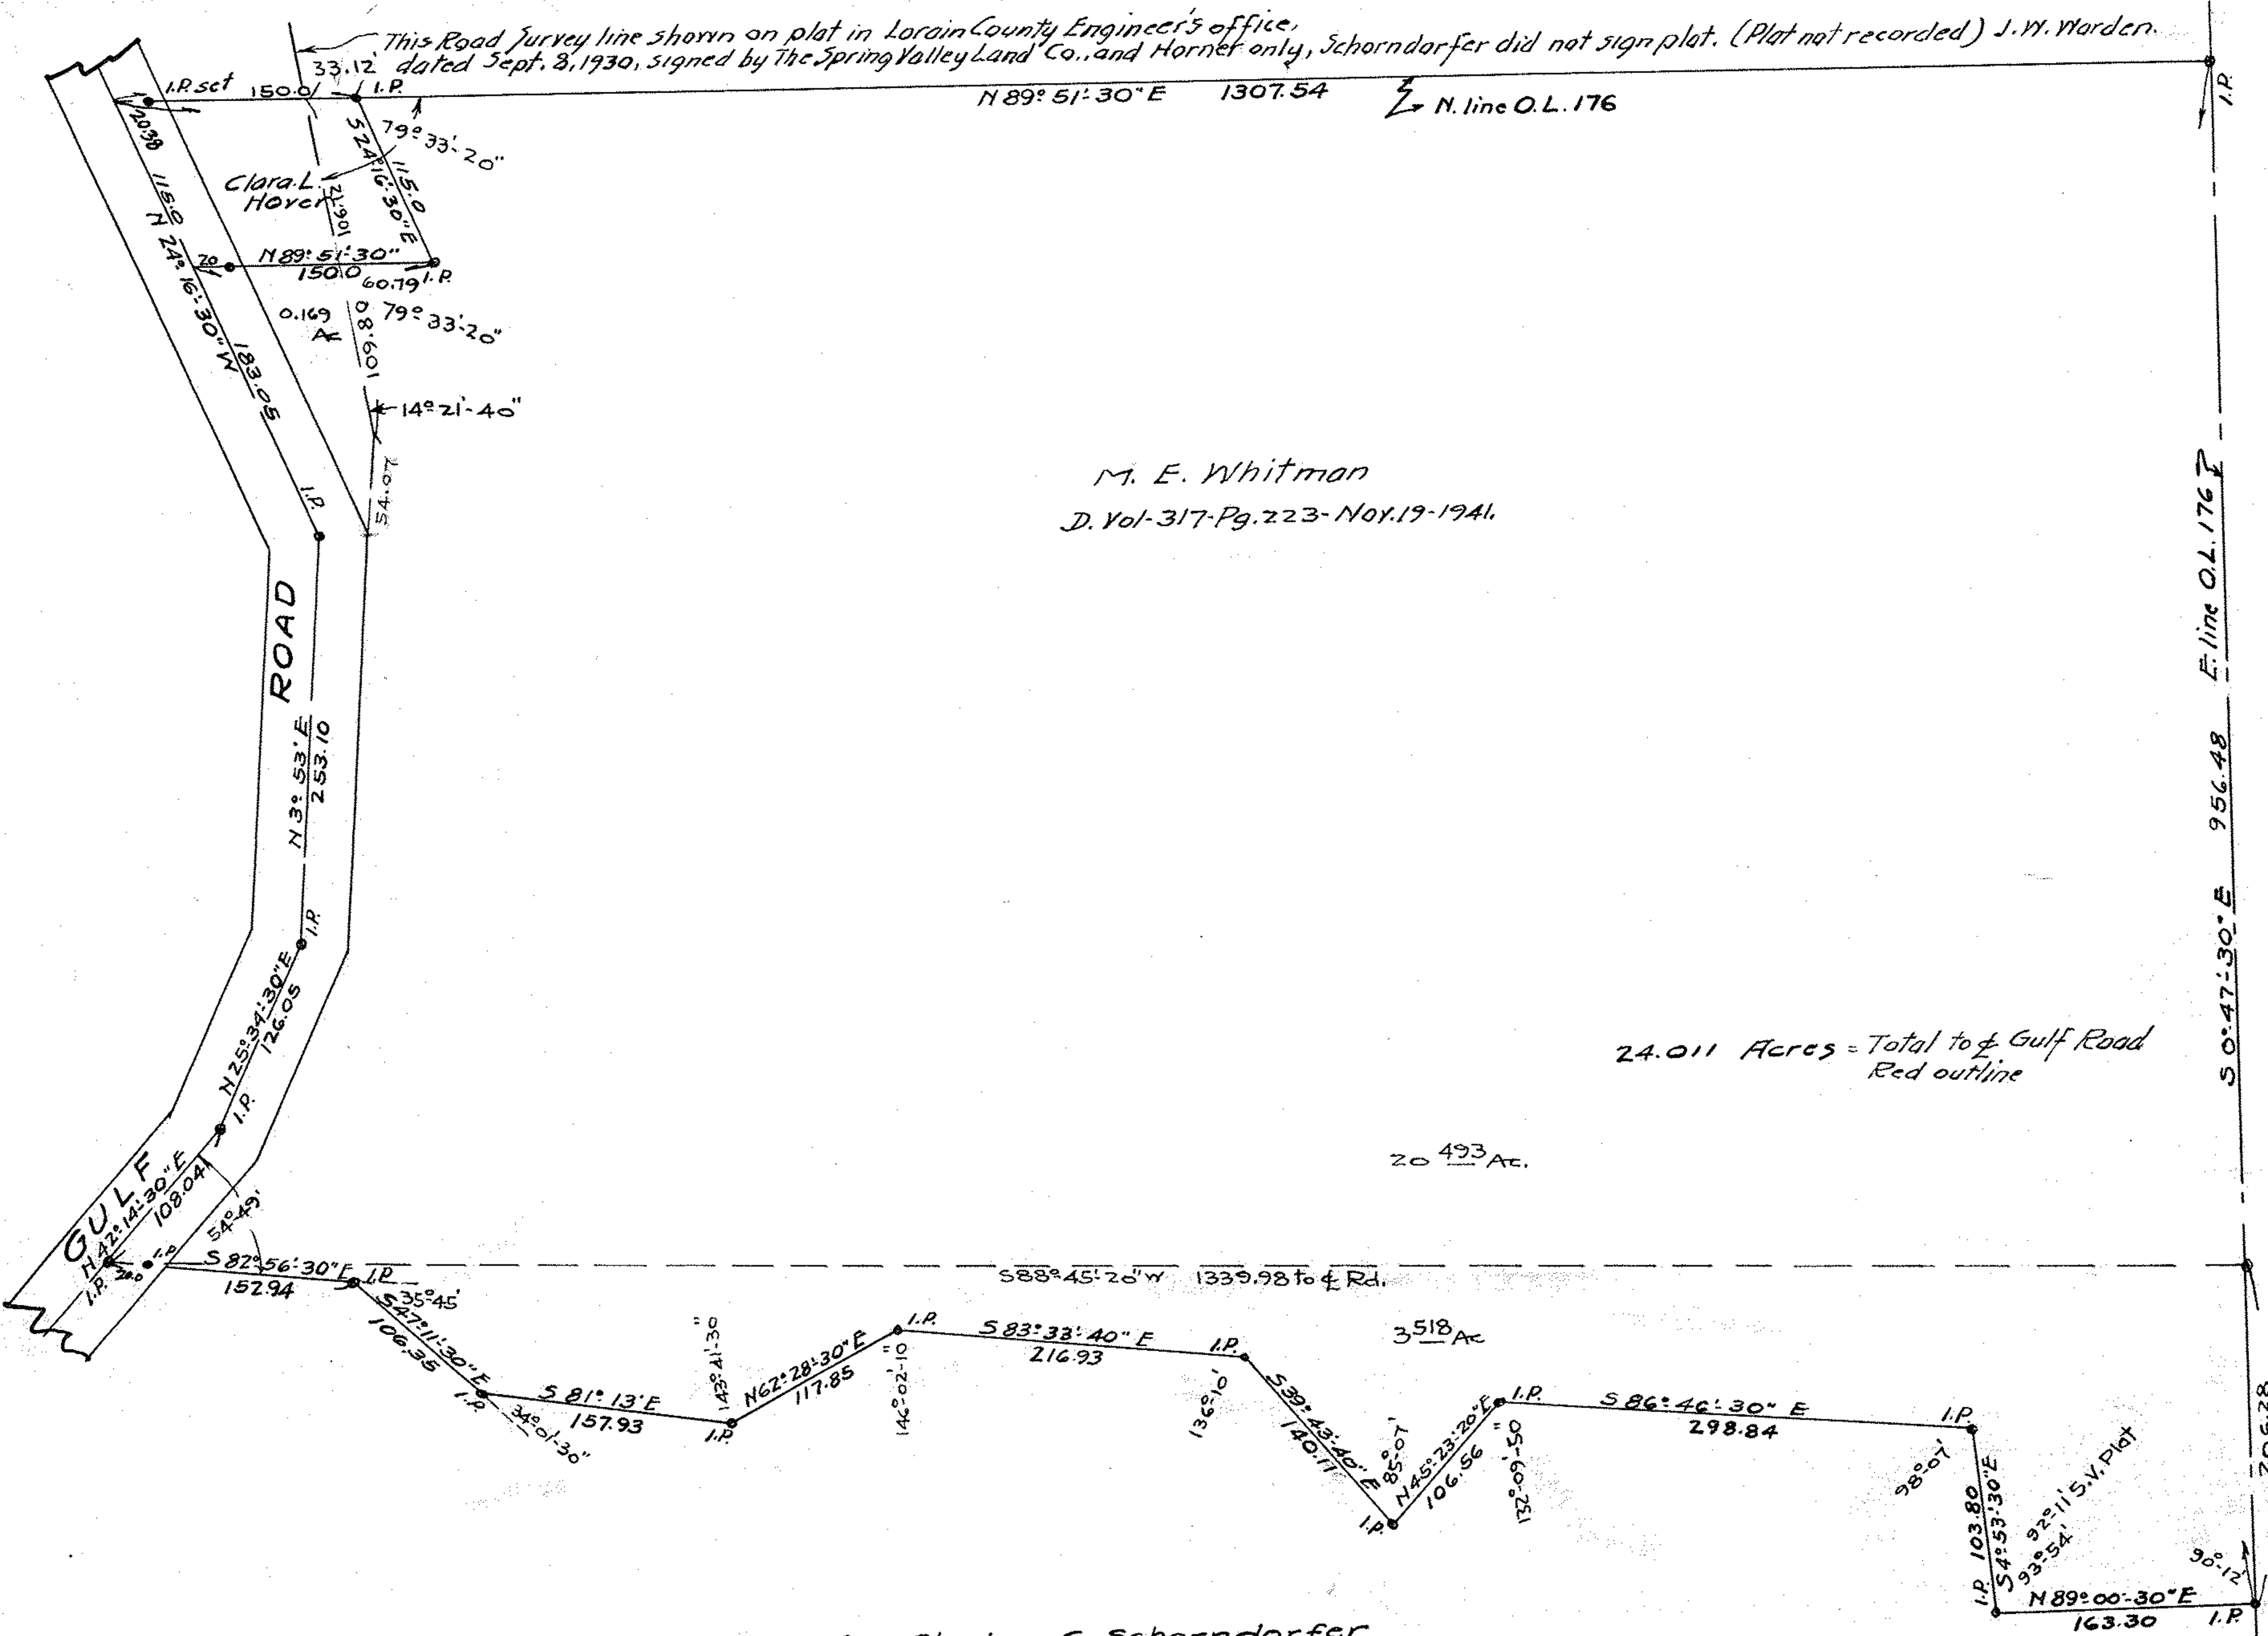 This Road Survey line shown on plat in Lorain County Engineer's office,
dated Sept. 8, 1930, signed by The Spring Valley Land Co., and Horner only, Schorndorfer did not sign plat. (Plat not recorded) J. W. Warden.
33.12
I.P. set
150.0
I.P.
N 89° 51'-30" E 1307.54
N. line O.L. 176
I.P.
20.38
79° 33'-20"
S 24° 16'-30" E
115.0
Clara L.
Hover
106.12
115.0
N 24° 16'-30" W
20
N 89° 51'-30"
150.0
60.79
I.P.
0.169
Ac
109.80
79° 33'-20"
183.05
14° 21'-40"
54.07
I.P.
M. E. Whitman
D. Vol-317-Pg. 223-Nov. 19-1941.
E. line O.L. 176
ROAD
N 3° 53' E
253.10
956.48
S 0° 47'-30" E
I.P.
N 25° 34'-30" E
126.05
I.P.
24.011 Acres = Total to ℄ Gulf Road
Red outline
20 493 Ac.
GULF
N 42° 14'-30" E
108.04
54°-49'
I.P.
20.0
I.P.
S 82° 56'-30" E
152.94
I.P.
S 88° 45'-20" W 1339.98 to ℄ Rd.
35° 45'
S 47° 11'-30" E
106.35
I.P.
S 81° 13' E
157.93
34°-01'-30"
I.P.
143°-41'-30"
N 62° 28'-30" E
117.85
I.P.
146°-02'-10"
S 83° 33'-40" E
216.93
I.P.
3 518 Ac
136°-10'
S 39° 43'-40" E
140.11
I.P.
85°-07'
N 45° 23'-20" E
106.56
I.P.
132°-09'-50"
S 86° 46'-30" E
298.84
I.P.
98°-07'
103.80
S 4° 53'-30" E
I.P.
92°-11' S.V. Plat
93° 54'
90°-12'
206.28
N 89° 00'-30" E
163.30
I.P.
Schorndorfer